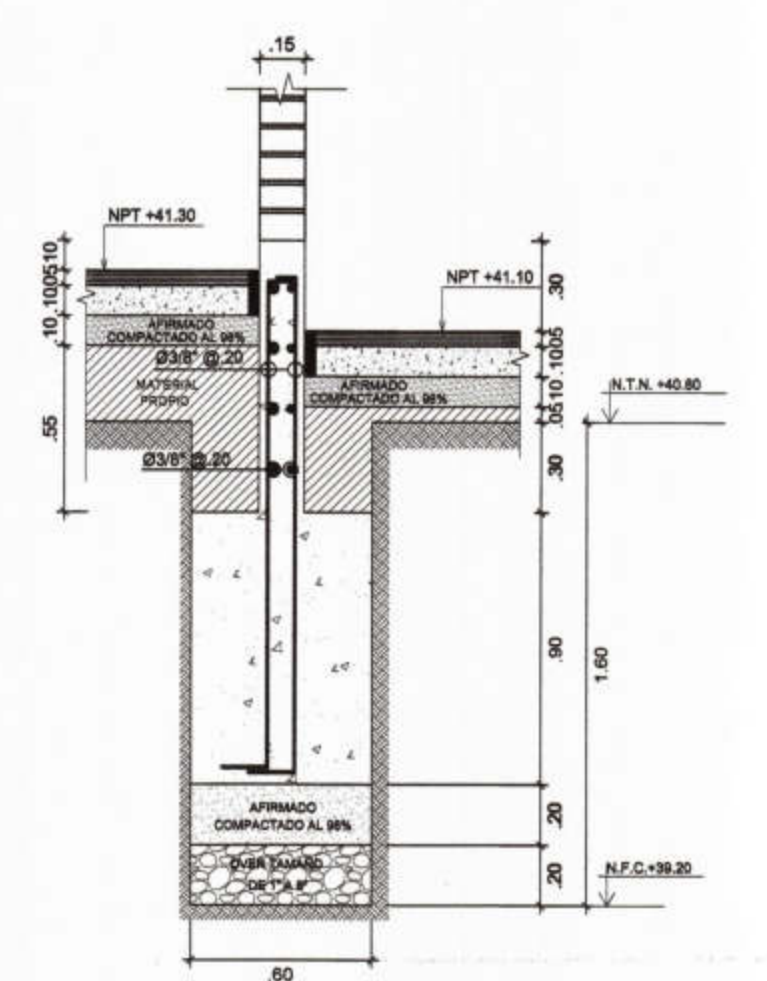 .15
NPT +41.30
NPT +41.10
.10
.05
.10
.10
.55
AFIRMADO
COMPACTADO AL 98%
Ø3/8" @.20
MATERIAL
PROPIO
Ø3/8" @.20
AFIRMADO
COMPACTADO AL 98%
.30
.05
.10
.10
.05
.30
.90
.20
.20
N.T.N. +40.80
1.60
N.F.C.+39.20
AFIRMADO
COMPACTADO AL 98%
OVER TAMAÑO
DE 1" A 8"
.60